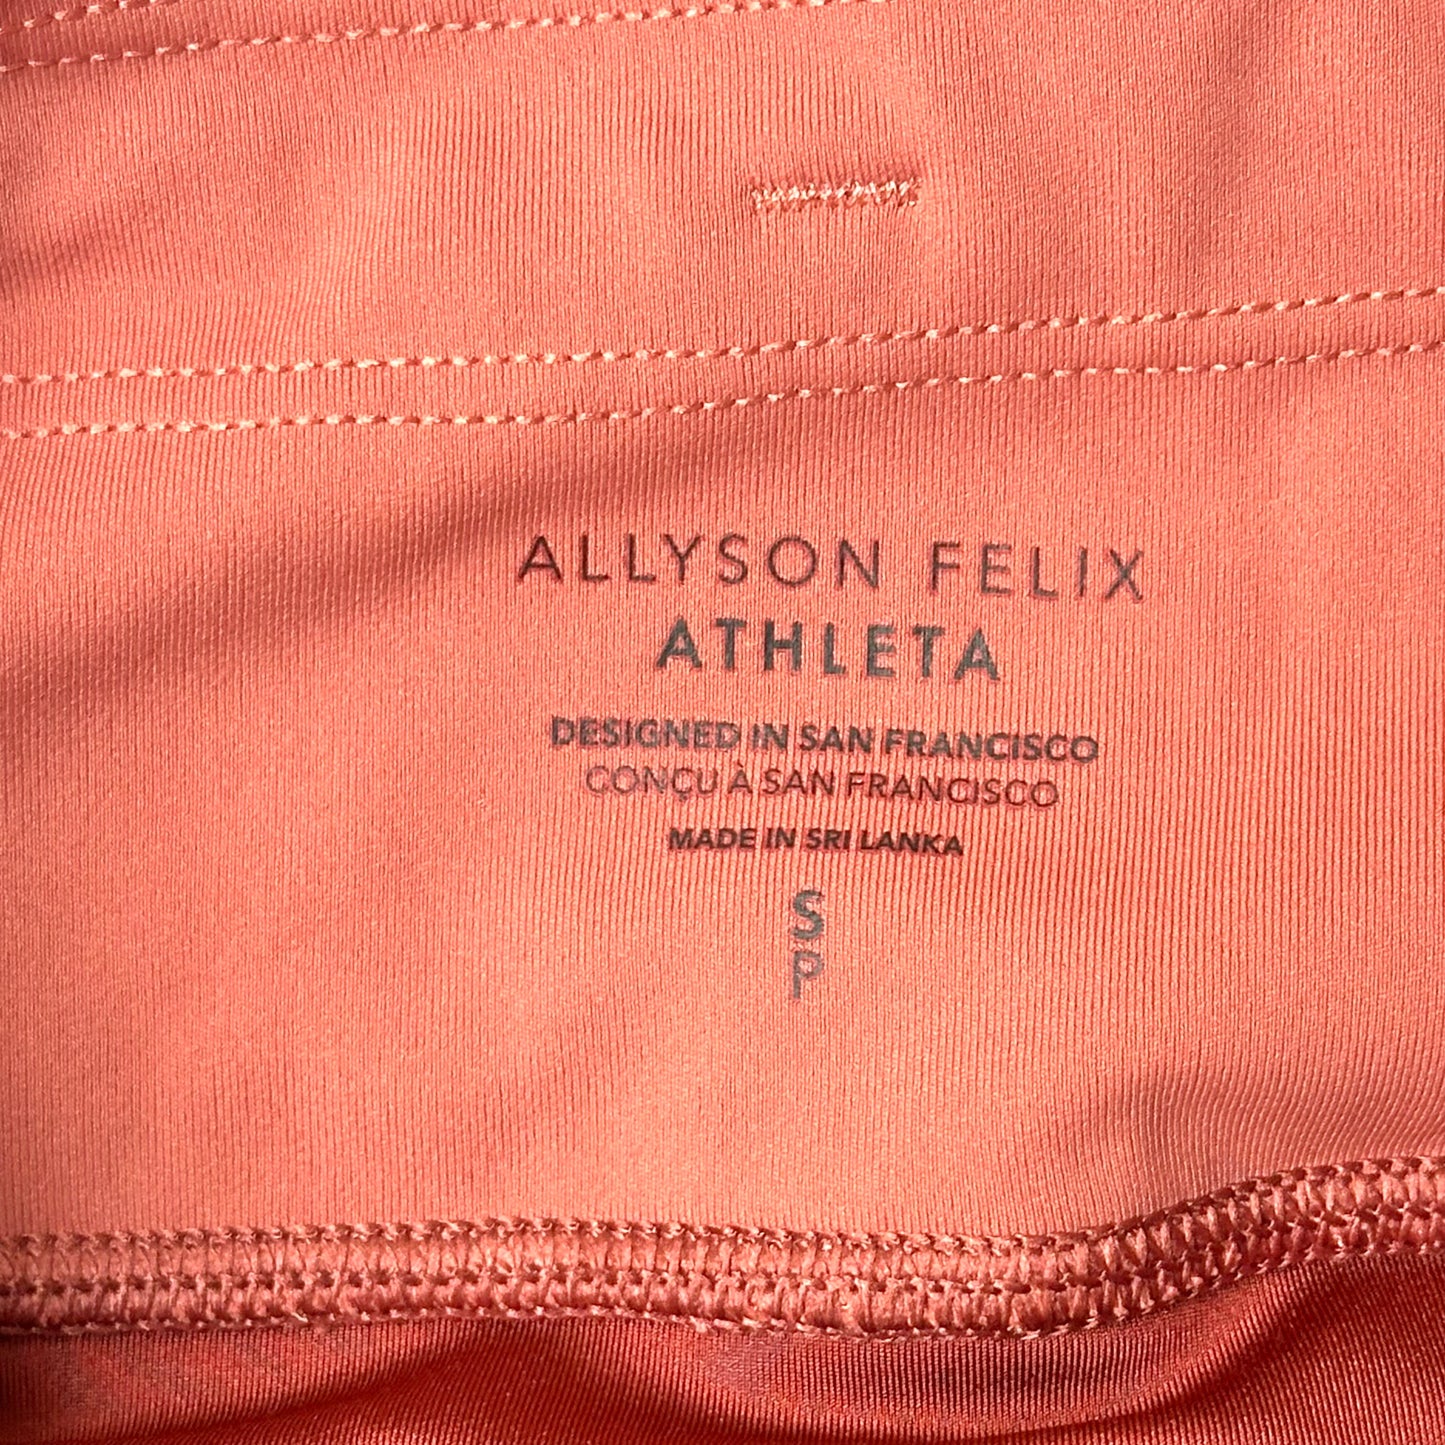 ALLYSON FELIX
ATHLETA
DESIGNED IN SAN FRANCISCO
CONÇU À SAN FRANCISCO
MADE IN SRI LANKA
S
P